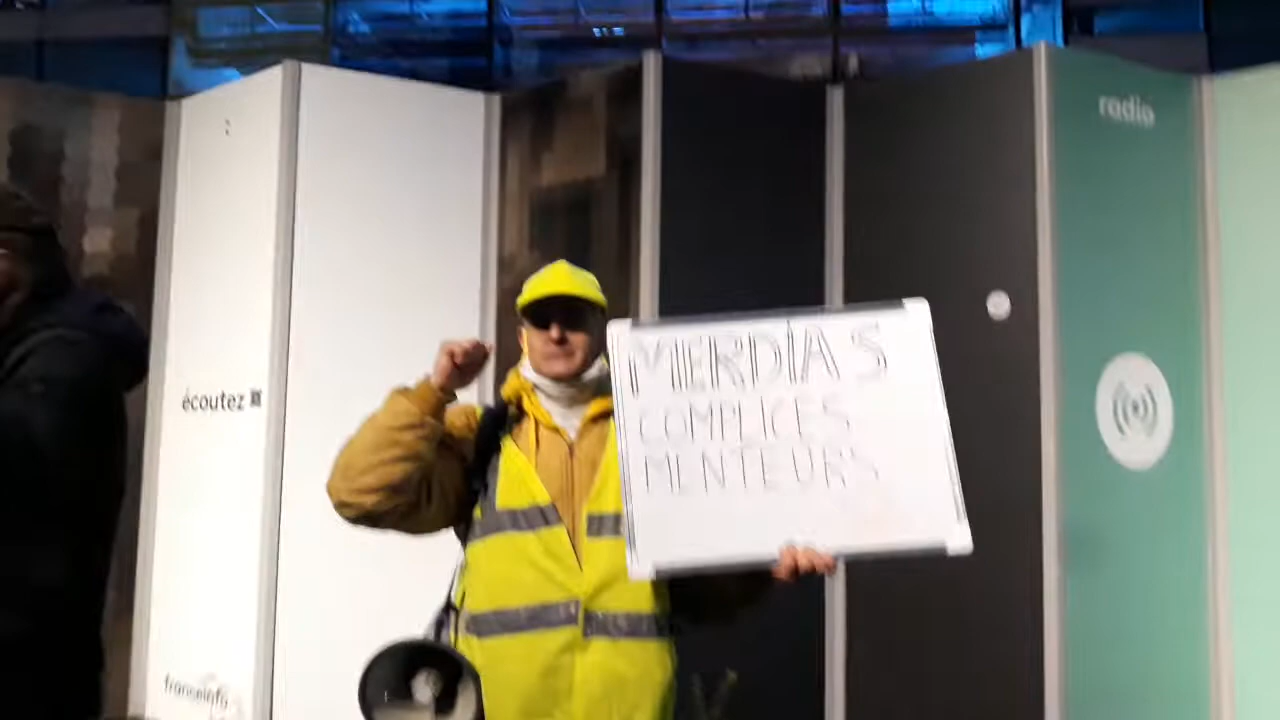 radio
MERDIAS
COMPLICES
MENTEURS
écoutez
franceinfo